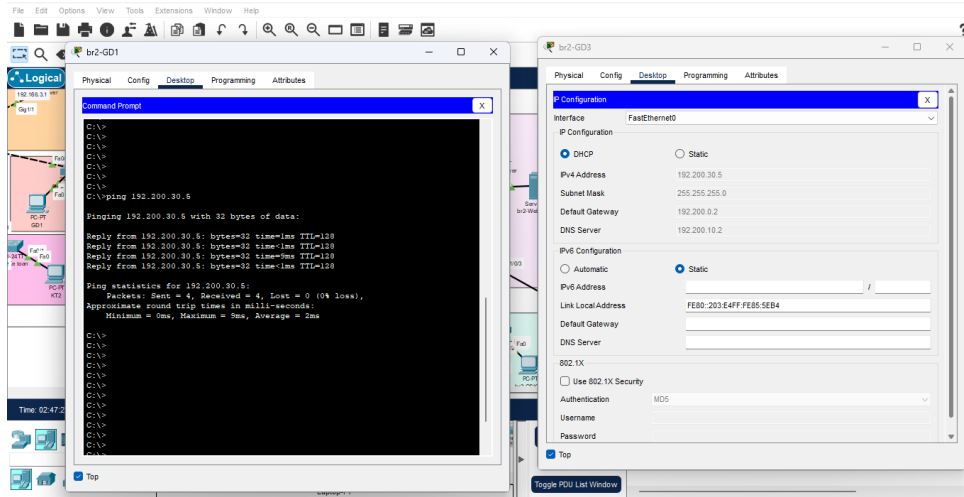 File Edit Options View Tools Extensions Window Help
Logical
192.168.3.1
Gig1/1
Fa0
Fa0
PC-PT
GD1
Fa0
PC-PT
KT2
Time: 02:47:2
br2-GD1
Physical Config Desktop Programming Attributes
Command Prompt X
C:\>
C:\>
C:\>
C:\>
C:\>
C:\>
C:\>
C:\>ping 192.200.30.5
Pinging 192.200.30.5 with 32 bytes of data:
Reply from 192.200.30.5: bytes=32 time=1ms TTL=128
Reply from 192.200.30.5: bytes=32 time<1ms TTL=128
Reply from 192.200.30.5: bytes=32 time=9ms TTL=128
Reply from 192.200.30.5: bytes=32 time<1ms TTL=128
Ping statistics for 192.200.30.5:
Packets: Sent = 4, Received = 4, Lost = 0 (0% loss),
Approximate round trip times in milli-seconds:
Minimum = 0ms, Maximum = 9ms, Average = 2ms
C:\>
C:\>
C:\>
C:\>
C:\>
C:\>
C:\>
C:\>
C:\>
C:\>
C:\>
C:\>
C:\>
Top
br2-GD3
Physical Config Desktop Programming Attributes
IP Configuration X
Interface FastEthernet0
IP Configuration
DHCP Static
IPv4 Address 192.200.30.5
Subnet Mask 255.255.255.0
Default Gateway 192.200.0.2
DNS Server 192.200.10.2
IPv6 Configuration
Automatic Static
IPv6 Address /
Link Local Address FE80::203:E4FF:FE85:5EB4
Default Gateway
DNS Server
802.1X
Use 802.1X Security
Authentication MD5
Username
Password
Top
Toggle PDU List Window